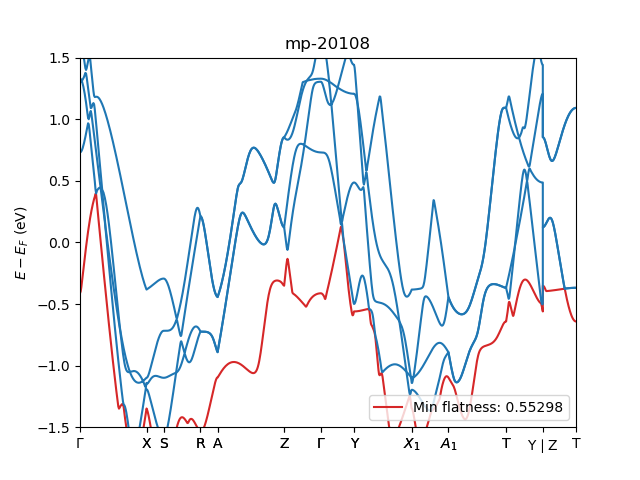 mp-20108
E − E_F (eV)
1.5
1.0
0.5
0.0
−0.5
−1.0
−1.5
Min flatness: 0.55298
Γ X S R A Z Γ Y X₁ A₁ T Y | Z T